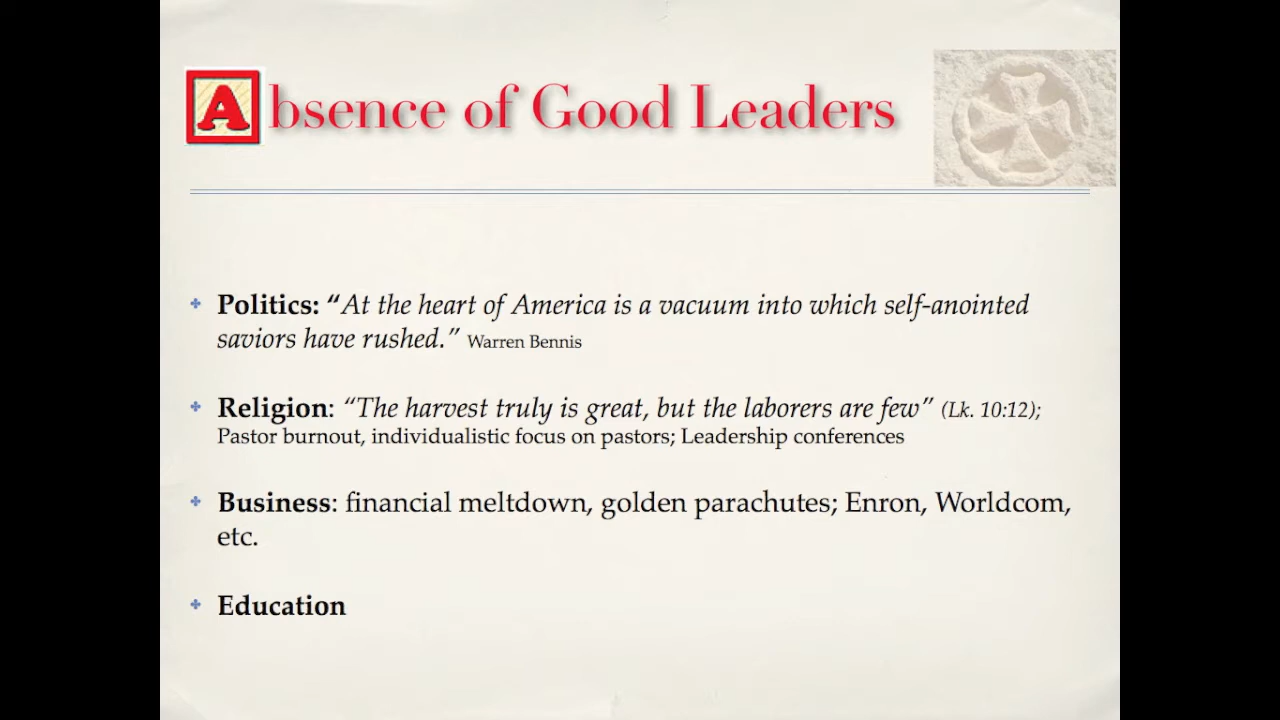 Absence of Good Leaders
Politics: “At the heart of America is a vacuum into which self-anointed
saviors have rushed.” Warren Bennis
Religion: “The harvest truly is great, but the laborers are few” (Lk. 10:12);
Pastor burnout, individualistic focus on pastors; Leadership conferences
Business: financial meltdown, golden parachutes; Enron, Worldcom,
etc.
Education